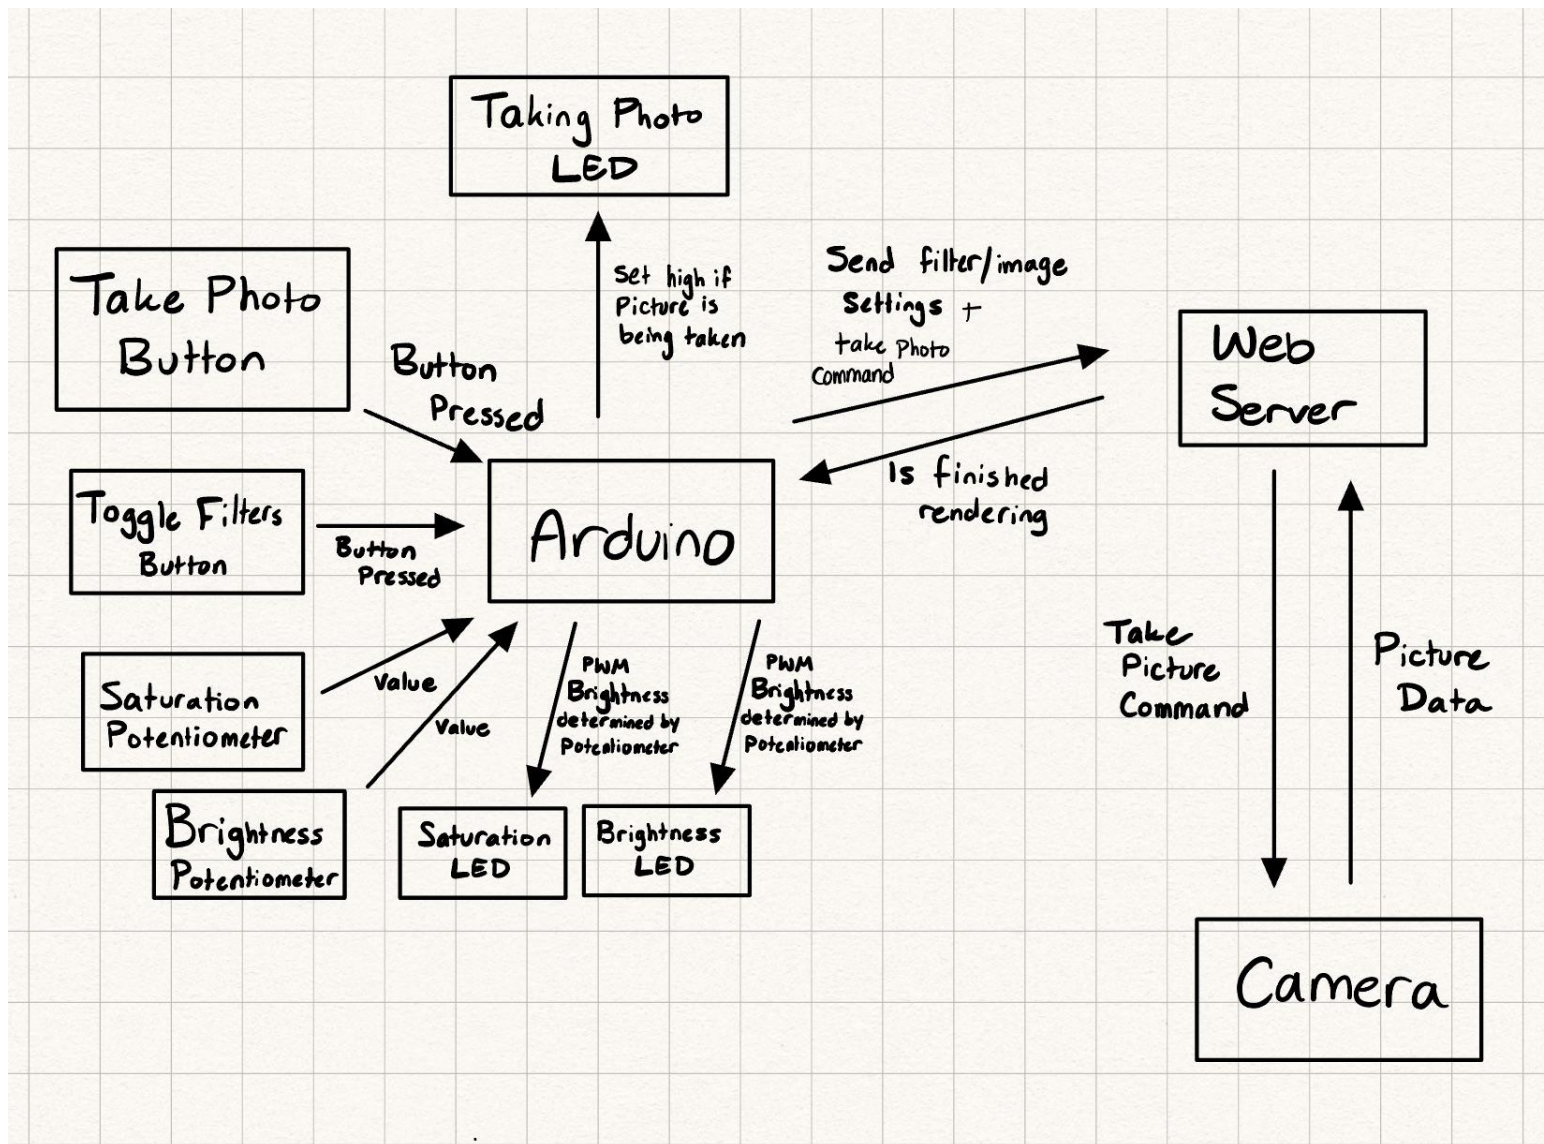 Taking Photo
LED
Take Photo
Button
Button
Pressed
Set high if
Picture is
being taken
Send filter/image
Settings +
take Photo
Command
Web
Server
Is finished
rendering
Toggle Filters
Button
Button
Pressed
Arduino
Saturation
Potentiometer
Value
Brightness
Potentiometer
Value
PWM
Brightness
determined by
Potentiometer
PWM
Brightness
determined by
Potentiometer
Saturation
LED
Brightness
LED
Take
Picture
Command
Picture
Data
Camera